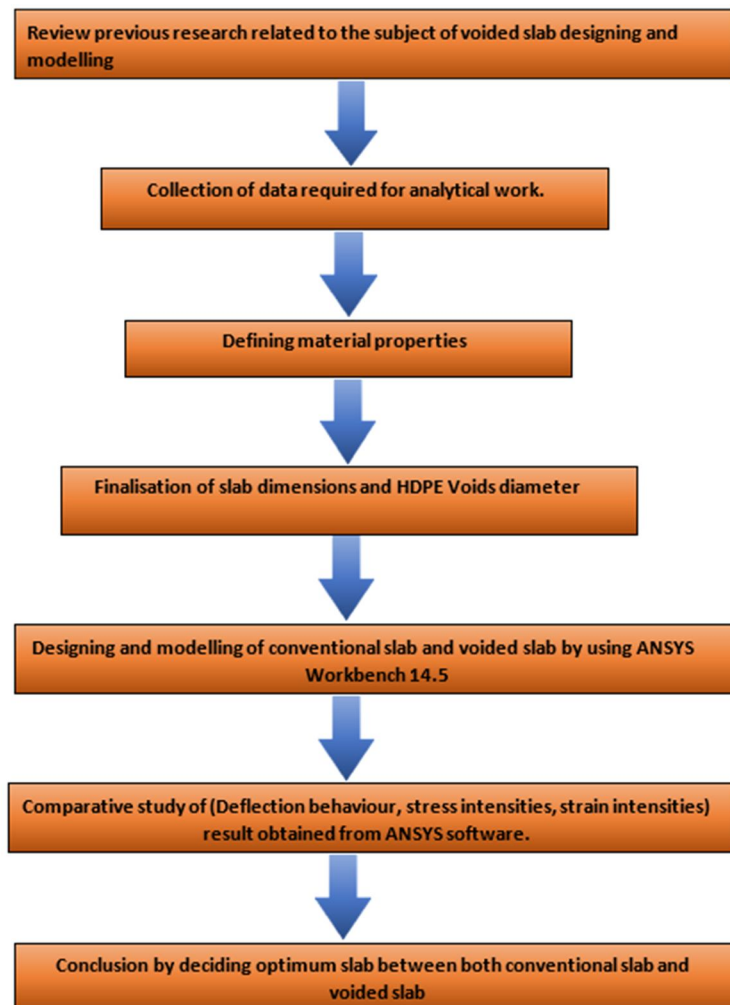 Review previous research related to the subject of voided slab designing and
modelling
Collection of data required for analytical work.
Defining material properties
Finalisation of slab dimensions and HDPE Voids diameter
Designing and modelling of conventional slab and voided slab by using ANSYS
Workbench 14.5
Comparative study of (Deflection behaviour, stress intensities, strain intensities)
result obtained from ANSYS software.
Conclusion by deciding optimum slab between both conventional slab and
voided slab